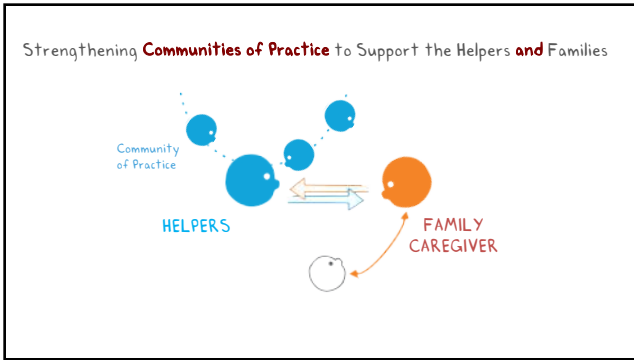 Strengthening Communities of Practice to Support the Helpers and Families
Community
of Practice
HELPERS
FAMILY
CAREGIVER